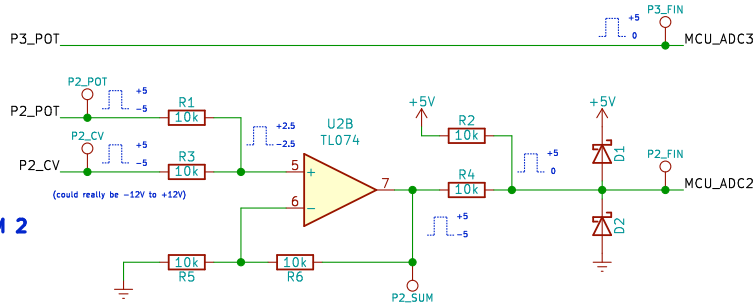 P3_FIN
+5
0
P3_POT
MCU_ADC3
P2_POT
+5
-5
R1
P2_POT
10k
P2_CV
+5
-5
R3
P2_CV
10k
(could really be -12V to +12V)
+2.5
-2.5
U2B
TL074
5
+
6
-
7
+5V
R2
10k
+5
0
R4
10k
+5
-5
+5V
D1
D2
P2_FIN
MCU_ADC2
M 2
10k
R5
10k
R6
P2_SUM